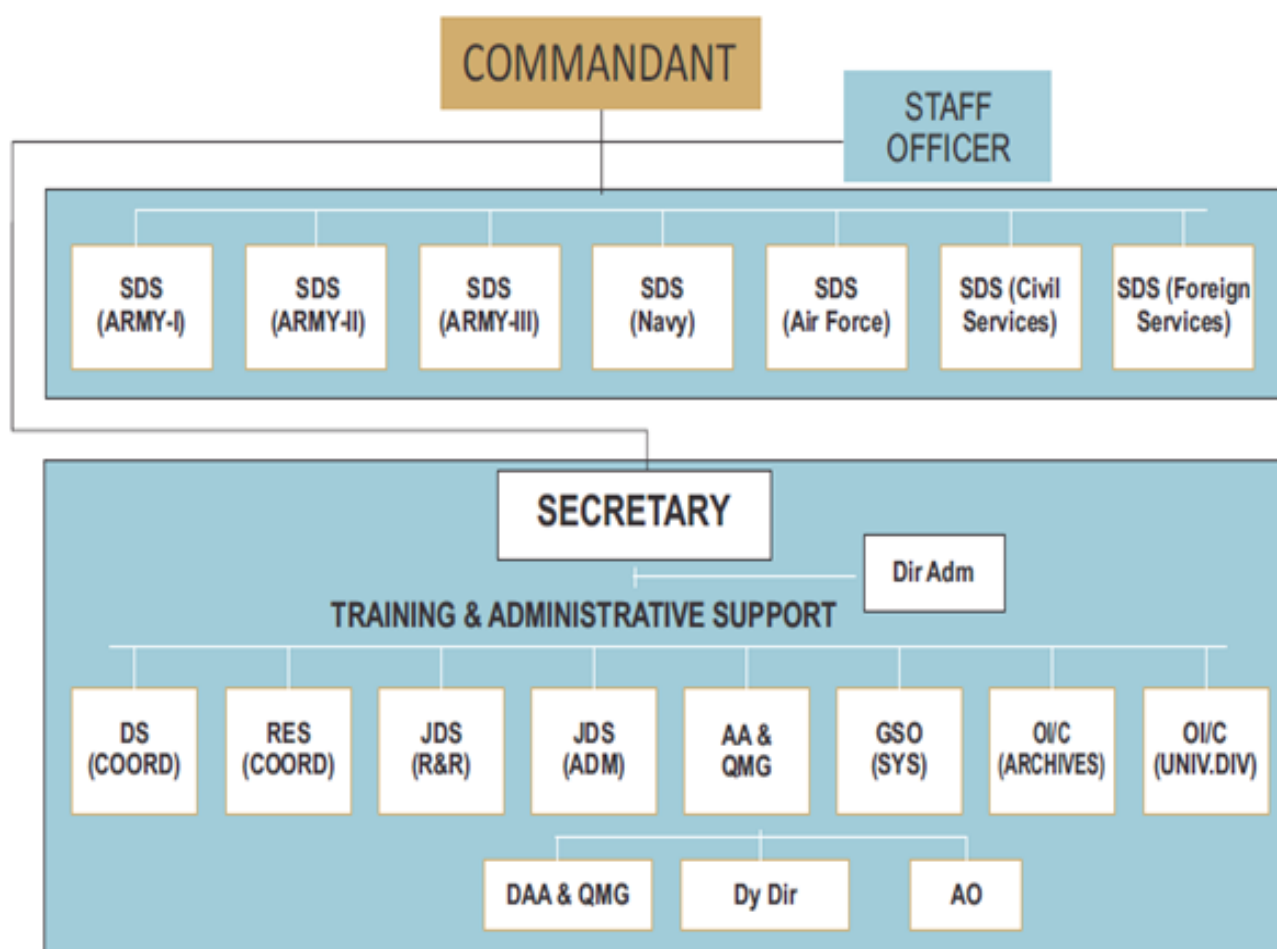 COMMANDANT
STAFF
OFFICER
SDS
(ARMY-I)
SDS
(ARMY-II)
SDS
(ARMY-III)
SDS
(Navy)
SDS
(Air Force)
SDS (Civil
Services)
SDS (Foreign
Services)
SECRETARY
Dir Adm
TRAINING & ADMINISTRATIVE SUPPORT
DS
(COORD)
RES
(COORD)
JDS
(R&R)
JDS
(ADM)
AA &
QMG
GSO
(SYS)
OI/C
(ARCHIVES)
OI/C
(UNIV.DIV)
DAA & QMG
Dy Dir
AO